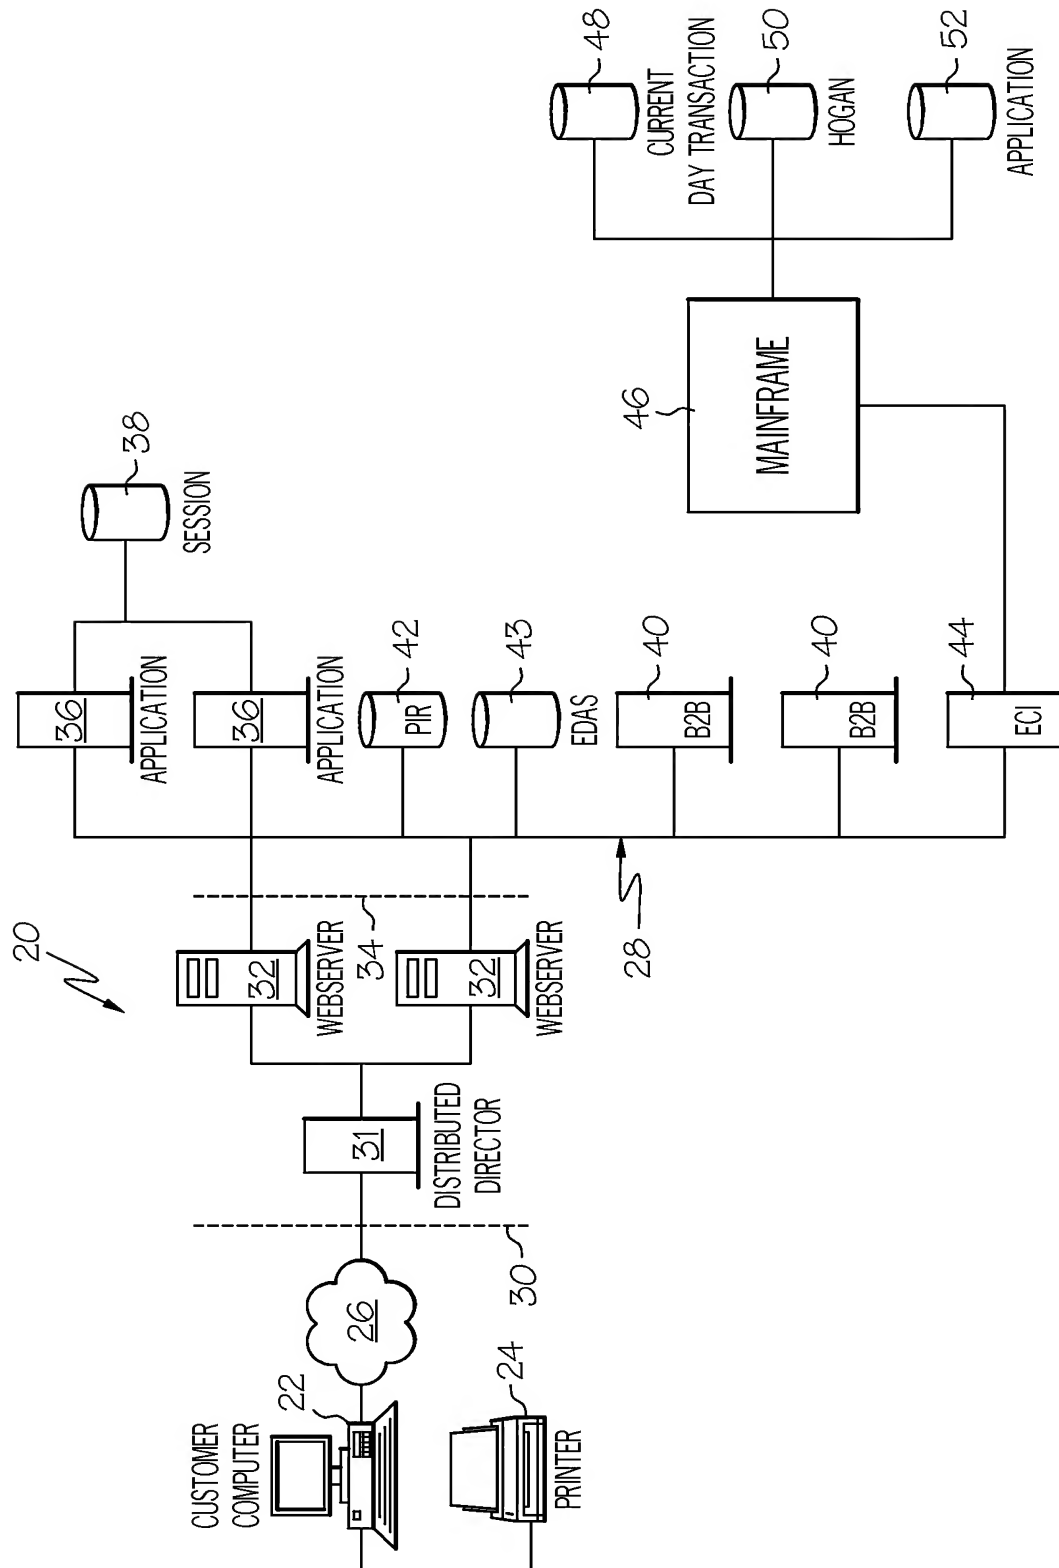 20
CUSTOMER
COMPUTER
22
PRINTER
24
26
30
DISTRIBUTED
DIRECTOR
31
32
WEBSERVER
32
WEBSERVER
34
28
36
APPLICATION
36
APPLICATION
38
SESSION
PIR
42
43
EDAS
B2B
40
B2B
40
ECI
44
MAINFRAME
46
48
CURRENT
DAY TRANSACTION
50
HOGAN
52
APPLICATION